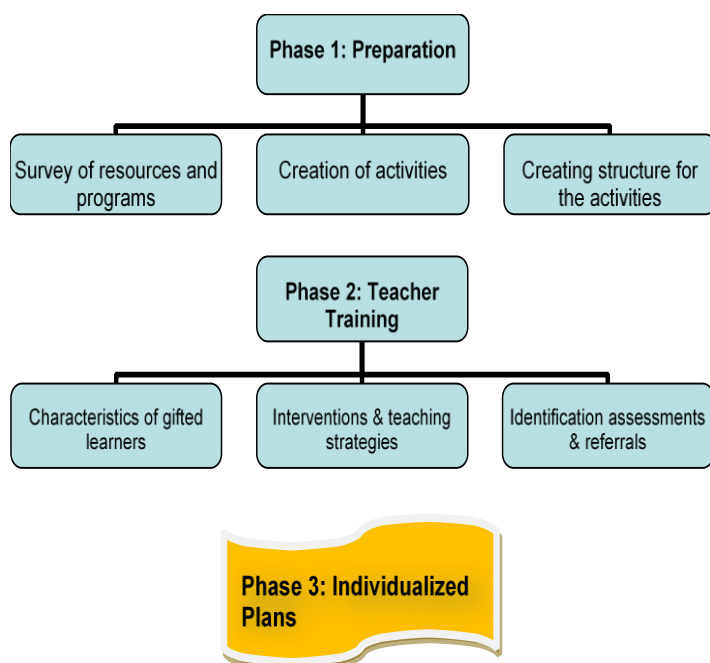 Phase 1: Preparation
Survey of resources and
programs
Creation of activities
Creating structure for
the activities
Phase 2: Teacher
Training
Characteristics of gifted
learners
Interventions & teaching
strategies
Identification assessments
& referrals
Phase 3: Individualized
Plans